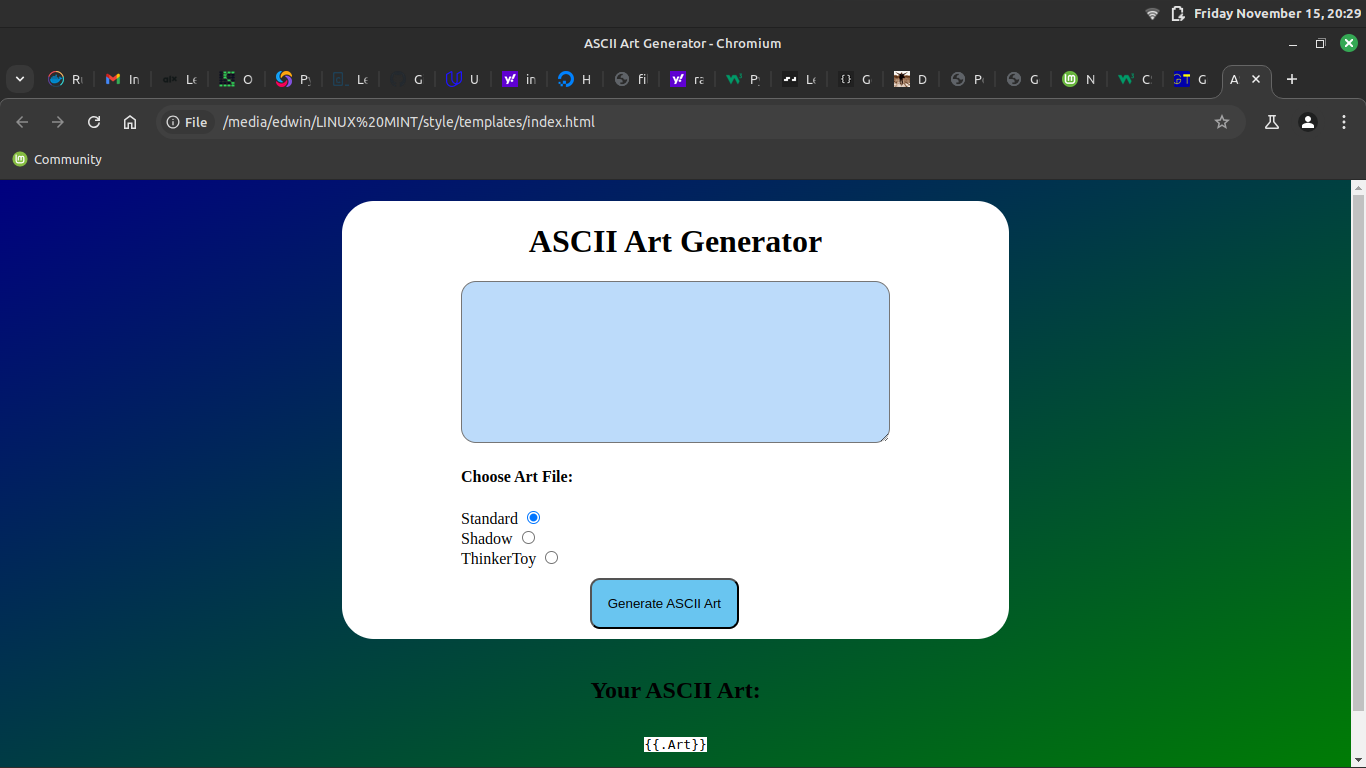 Friday November 15, 20:29
ASCII Art Generator - Chromium
R In Le O Py Le G U in H fil ra Py Le G D P G N C G A
File /media/edwin/LINUX%20MINT/style/templates/index.html
Community
ASCII Art Generator
Choose Art File:
Standard
Shadow
ThinkerToy
Generate ASCII Art
Your ASCII Art:
{{.Art}}